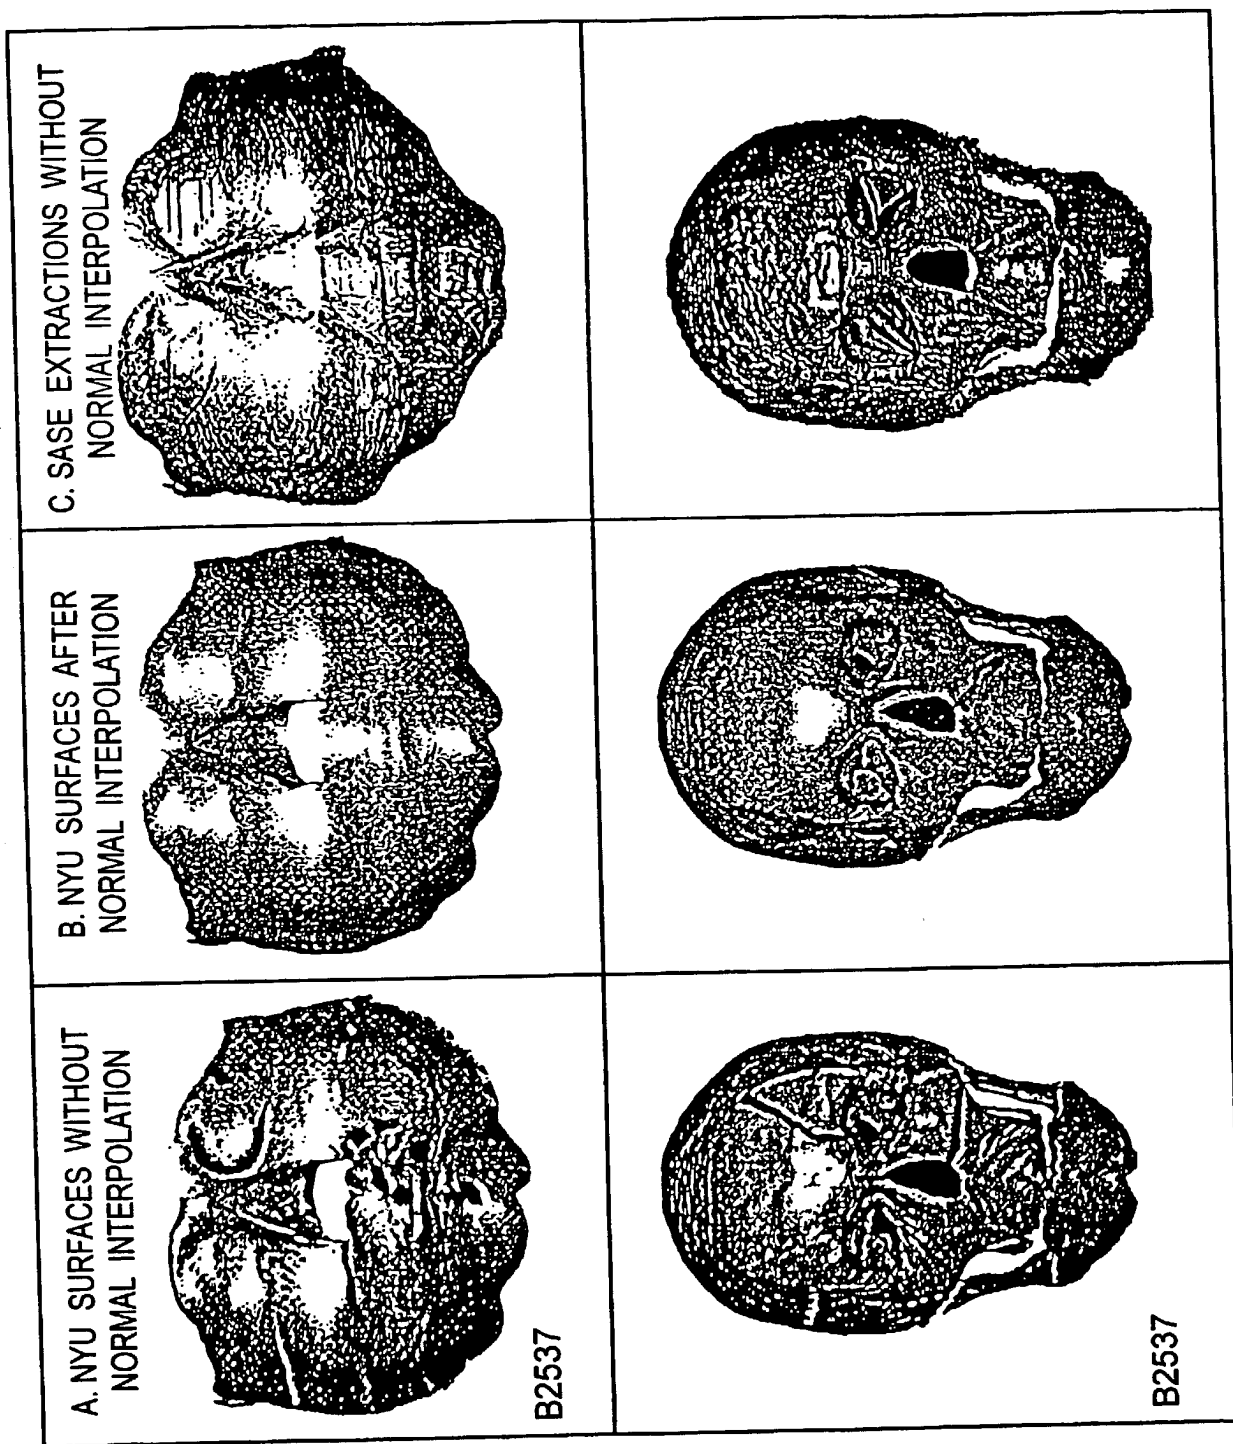 A. NYU SURFACES WITHOUT
NORMAL INTERPOLATION
B. NYU SURFACES AFTER
NORMAL INTERPOLATION
C. SASE EXTRACTIONS WITHOUT
NORMAL INTERPOLATION
B2537
B2537